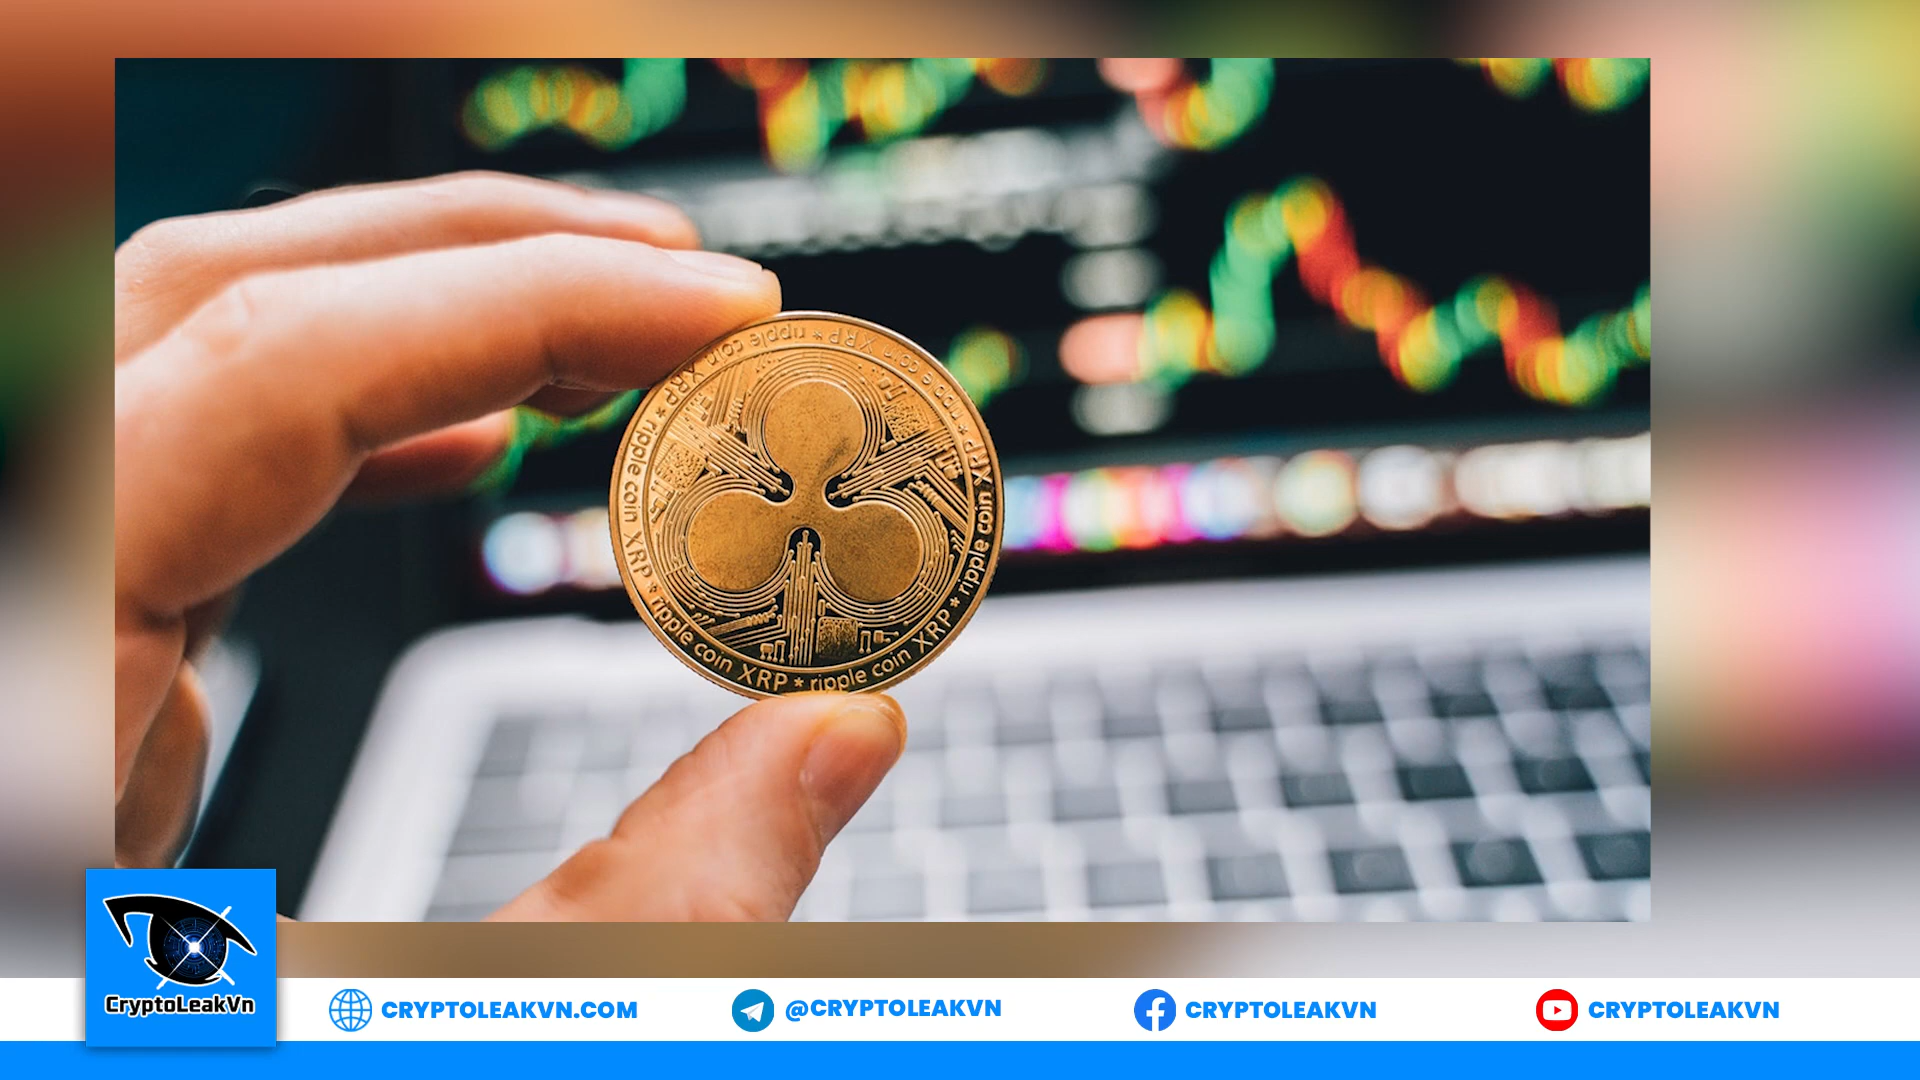 ripple coin XRP * ripple coin XRP * ripple coin XRP * ripple coin XRP * ripple coin XRP *
CryptoLeakVn
CRYPTOLEAKVN.COM
@CRYPTOLEAKVN
CRYPTOLEAKVN
CRYPTOLEAKVN